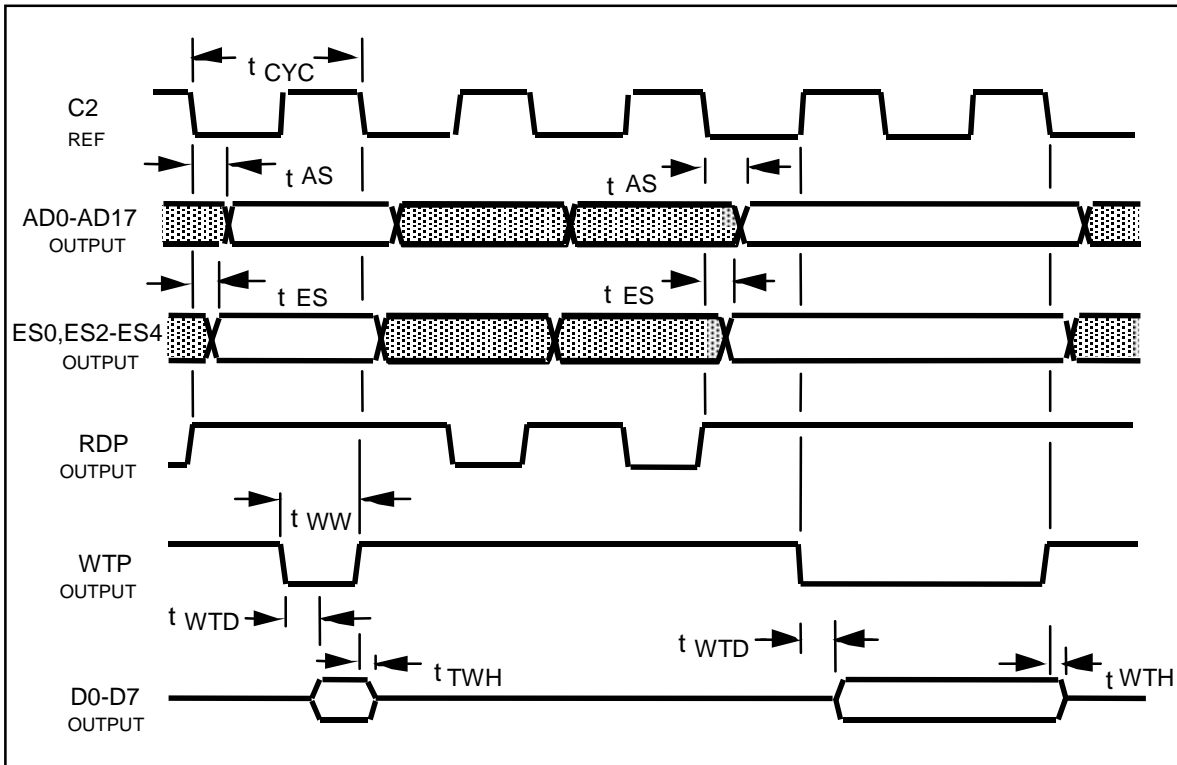 t CYC
C2
REF
t AS
t AS
AD0-AD17
OUTPUT
t ES
t ES
ES0,ES2-ES4
OUTPUT
RDP
OUTPUT
t WW
WTP
OUTPUT
t WTD
t WTD
t TWH
t WTH
D0-D7
OUTPUT